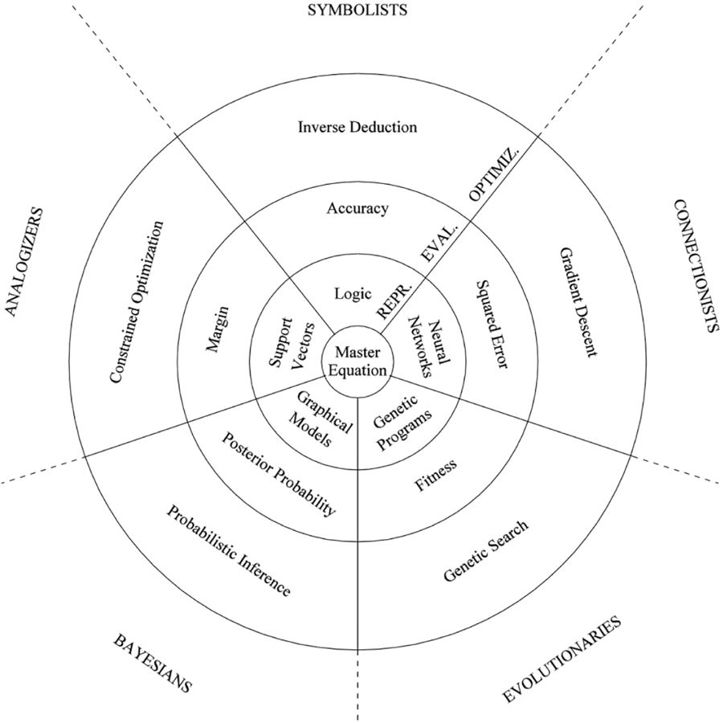 SYMBOLISTS
Inverse Deduction
OPTIMIZ.
Accuracy
EVAL.
Logic
REPR.
ANALOGIZERS
Constrained Optimization
Margin
Support
Vectors
Master
Equation
Neural
Networks
Squared Error
Gradient Descent
CONNECTIONISTS
Graphical
Models
Genetic
Programs
Posterior Probability
Fitness
Probabilistic Inference
Genetic Search
BAYESIANS
EVOLUTIONARIES